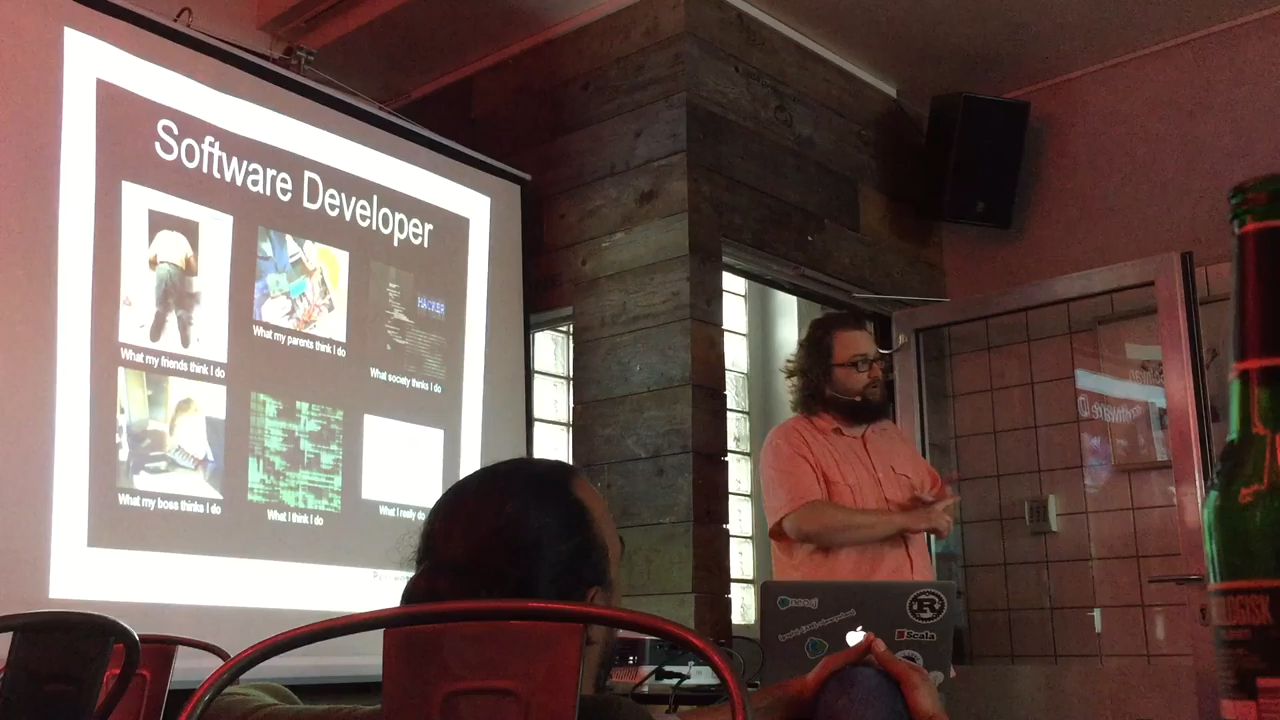 Software Developer
HACKER
What my friends think I do
What my parents think I do
What society thinks I do
What my boss thinks I do
What I think I do
What I really do
neo4j
R
Scala